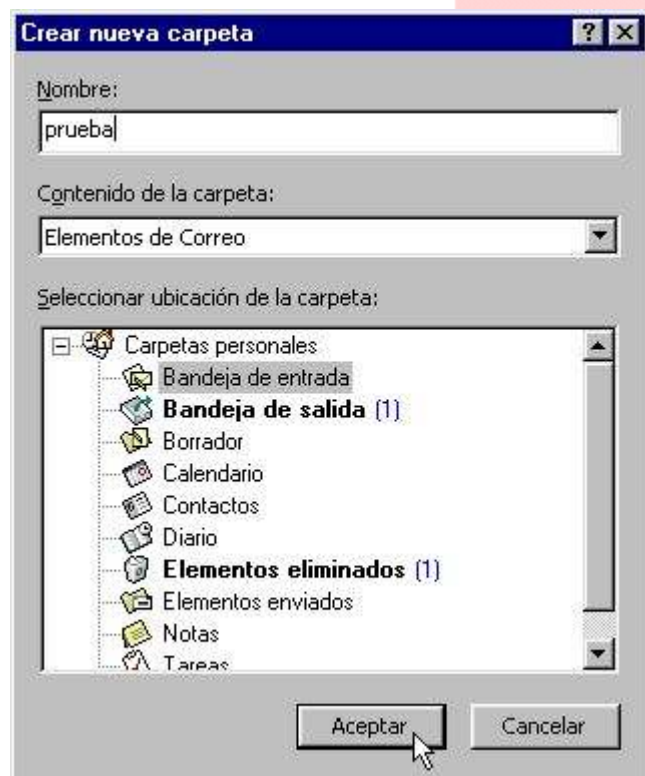 Crear nueva carpeta
Nombre:
prueba
Contenido de la carpeta:
Elementos de Correo
Seleccionar ubicación de la carpeta:
Carpetas personales
Bandeja de entrada
Bandeja de salida (1)
Borrador
Calendario
Contactos
Diario
Elementos eliminados (1)
Elementos enviados
Notas
Tareas
Aceptar Cancelar